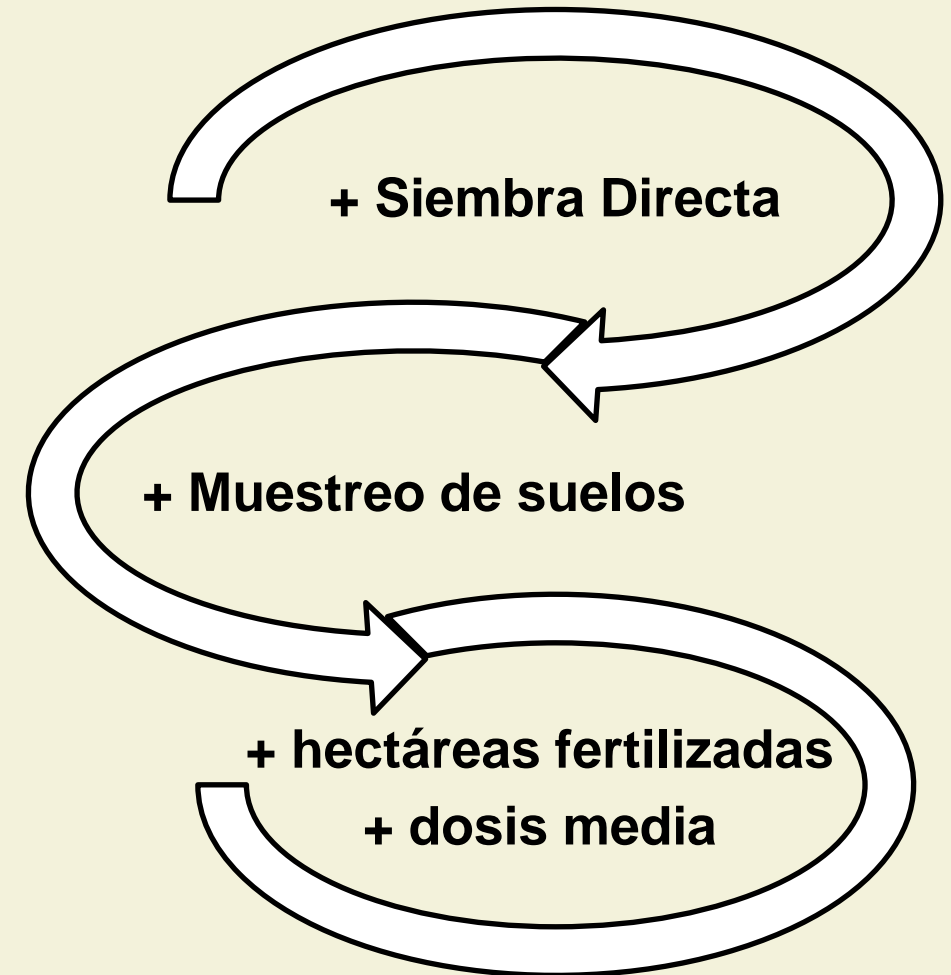 + Siembra Directa
+ Muestreo de suelos
+ hectáreas fertilizadas
+ dosis media